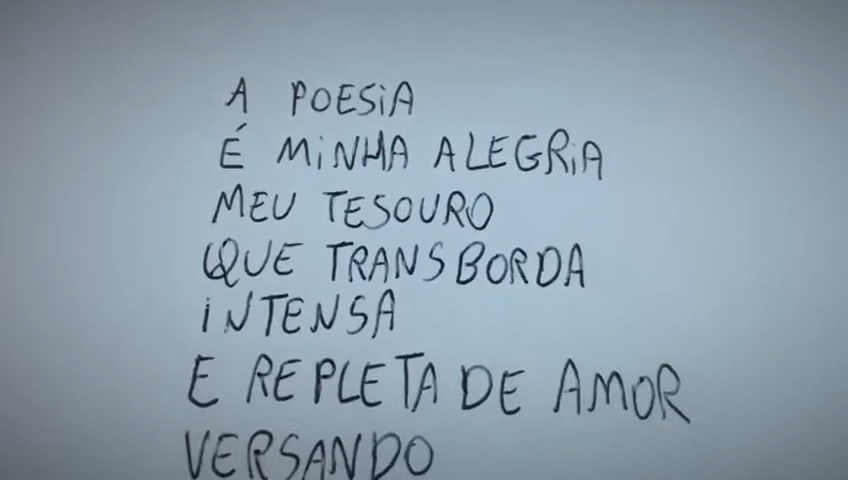 A POESiA
É MiNHA ALEGRiA
MEU TESOURO
QUE TRANSBORDA
iNTENSA
E REPLETA DE AMOR
VERSANDO